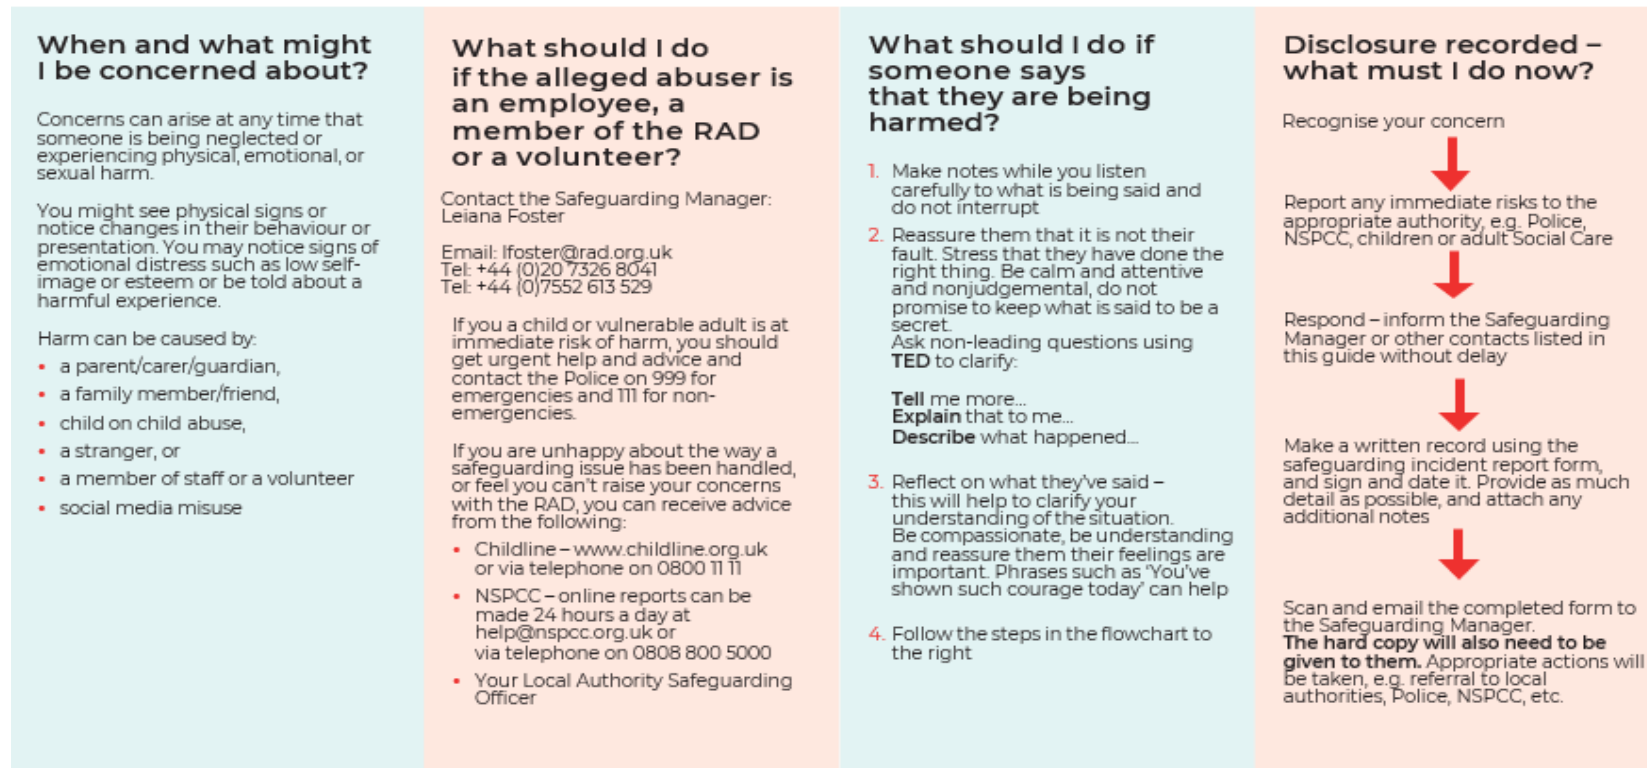 When and what might
I be concerned about?
Concerns can arise at any time that
someone is being neglected or
experiencing physical, emotional, or
sexual harm.
You might see physical signs or
notice changes in their behaviour or
presentation. You may notice signs of
emotional distress such as low self-
image or esteem or be told about a
harmful experience.
Harm can be caused by:
• a parent/carer/guardian,
• a family member/friend,
• child on child abuse,
• a stranger, or
• a member of staff or a volunteer
• social media misuse
What should I do
if the alleged abuser is
an employee, a
member of the RAD
or a volunteer?
Contact the Safeguarding Manager:
Leiana Foster
Email: lfoster@rad.org.uk
Tel: +44 (0)20 7326 8041
Tel: +44 (0)7552 613 529
If you a child or vulnerable adult is at
immediate risk of harm, you should
get urgent help and advice and
contact the Police on 999 for
emergencies and 111 for non-
emergencies.
If you are unhappy about the way a
safeguarding issue has been handled,
or feel you can't raise your concerns
with the RAD, you can receive advice
from the following:
• Childline – www.childline.org.uk
or via telephone on 0800 11 11
• NSPCC – online reports can be
made 24 hours a day at
help@nspcc.org.uk or
via telephone on 0808 800 5000
• Your Local Authority Safeguarding
Officer
What should I do if
someone says
that they are being
harmed?
1. Make notes while you listen
carefully to what is being said and
do not interrupt
2. Reassure them that it is not their
fault. Stress that they have done the
right thing. Be calm and attentive
and nonjudgemental, do not
promise to keep what is said to be a
secret.
Ask non-leading questions using
TED to clarify:
Tell me more...
Explain that to me...
Describe what happened...
3. Reflect on what they've said –
this will help to clarify your
understanding of the situation.
Be compassionate, be understanding
and reassure them their feelings are
important. Phrases such as 'You've
shown such courage today' can help
4. Follow the steps in the flowchart to
the right
Disclosure recorded –
what must I do now?
Recognise your concern
Report any immediate risks to the
appropriate authority, e.g. Police,
NSPCC, children or adult Social Care
Respond – inform the Safeguarding
Manager or other contacts listed in
this guide without delay
Make a written record using the
safeguarding incident report form,
and sign and date it. Provide as much
detail as possible, and attach any
additional notes
Scan and email the completed form to
the Safeguarding Manager.
The hard copy will also need to be
given to them. Appropriate actions will
be taken, e.g. referral to local
authorities, Police, NSPCC, etc.